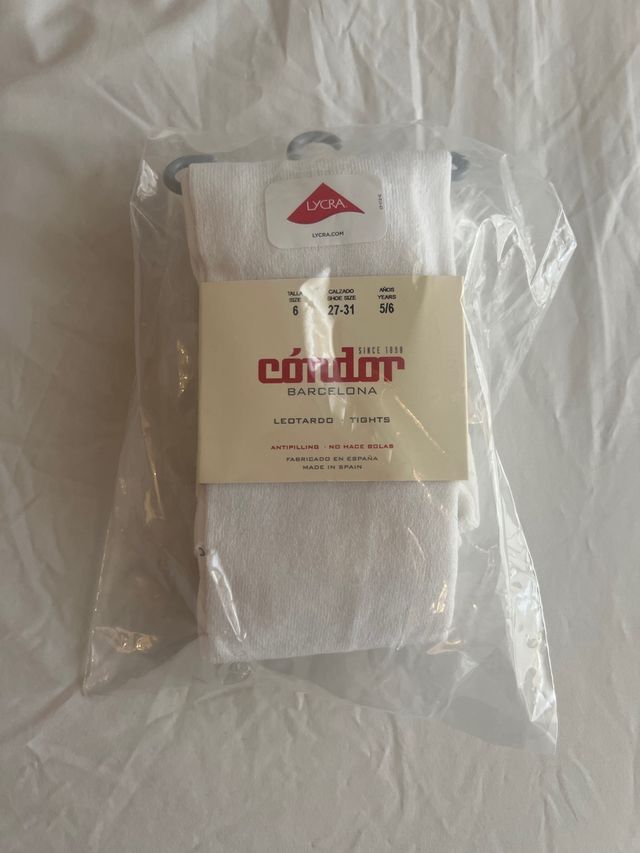 LYCRA®
LYCRA.COM
TALLA CALZADO AÑOS
SIZE SHOE SIZE YEARS
6 27-31 5/6
SINCE 1898
cóndor
BARCELONA
LEOTARDO · TIGHTS
ANTIPILLING · NO HACE BOLAS
FABRICADO EN ESPAÑA
MADE IN SPAIN